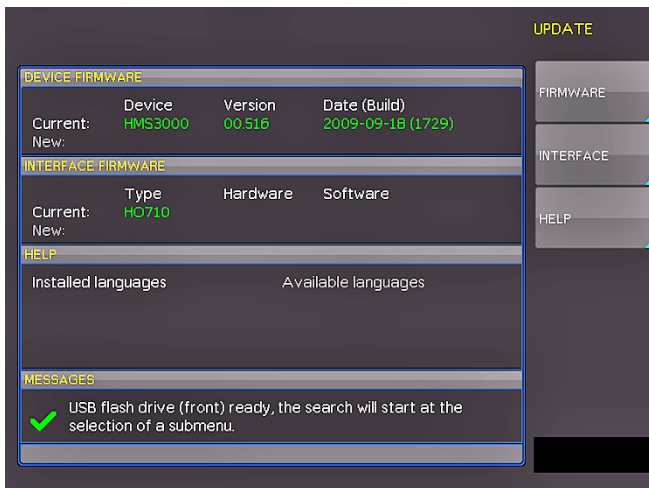 UPDATE
DEVICE FIRMWARE
Device Version Date (Build)
Current: HMS3000 00.516 2009-09-18 (1729)
New:
INTERFACE FIRMWARE
Type Hardware Software
Current: HO710
New:
HELP
Installed languages Available languages
MESSAGES
USB flash drive (front) ready, the search will start at the
selection of a submenu.
FIRMWARE
INTERFACE
HELP